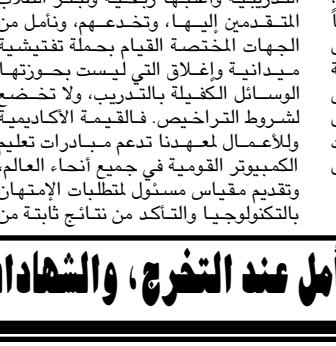 المتقدمين إليها، وتخدعهم، ونأمل من
الجهات المختصة القيام بحملة تفتيشية
ميدانية وإغلاق التي ليست بحوزتها
الوسائل الكفيلة بالتدريب، ولا تخضع
لشروط التراخيص. فالقيمة الأكاديمية
وللأعمال لمعهدنا تدعم مبادرات تعليم
الكمبيوتر القومية في جميع أنحاء العالم،
وتقديم مقياس مسئول لمتطلبات الإمتهان
بالتكنولوجيا والتأكد من نتائج ثابتة من
أمل عند التخرج، والشهادات